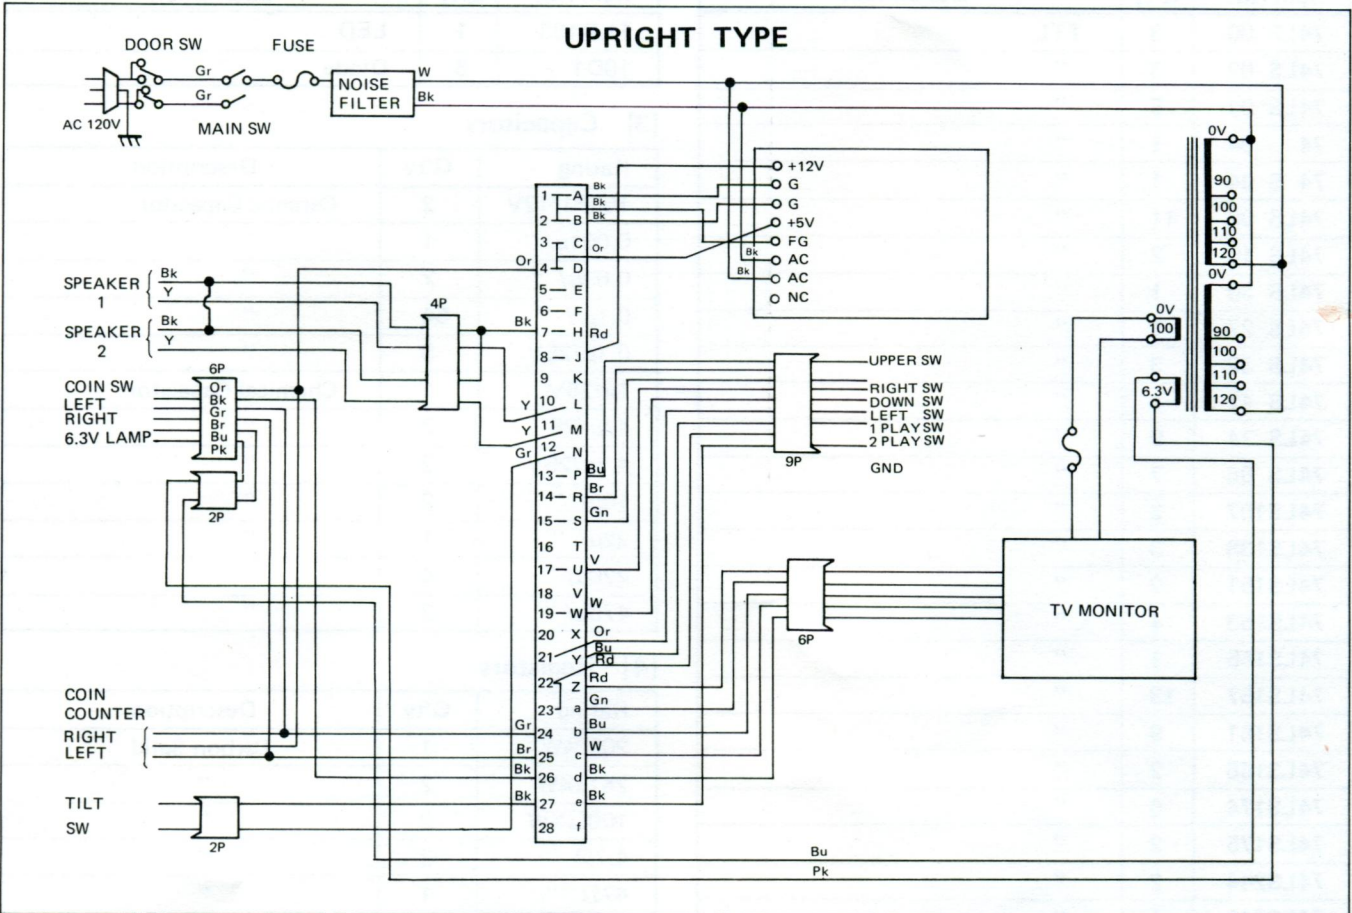 UPRIGHT TYPE
DOOR SW
FUSE
Gr
Gr
MAIN SW
AC 120V
NOISE
FILTER
W
Bk
+12V
G
G
+5V
FG
AC
AC
NC
Bk
Bk
0V
90
100
110
120
0V
90
100
110
120
0V
100
6.3V
SPEAKER
1
Bk
Y
SPEAKER
2
Bk
Y
4P
6P
COIN SW
LEFT
RIGHT
6.3V LAMP
Or
Bk
Gr
Br
Bu
Pk
2P
Or
Bk
Y
Y
Gr
1 A Bk
Bk
2 B Bk
3 C Or
4 D
5 E
6 F
7 H Rd
8 J
9 K
10 L
11 M
12 N
13 P Bu
14 R Br
15 S Gn
16 T
17 U V
18 V
19 W W
20 X Or
21 Y Bu
Rd
22 Z Rd
23 a Gn
24 b Bu
25 c W
26 d Bk
27 e Bk
28 f
UPPER SW
RIGHT SW
DOWN SW
LEFT SW
1 PLAY SW
2 PLAY SW
GND
9P
6P
TV MONITOR
COIN
COUNTER
RIGHT
LEFT
Gr
Br
Bk
Bk
TILT
SW
2P
Bu
Pk